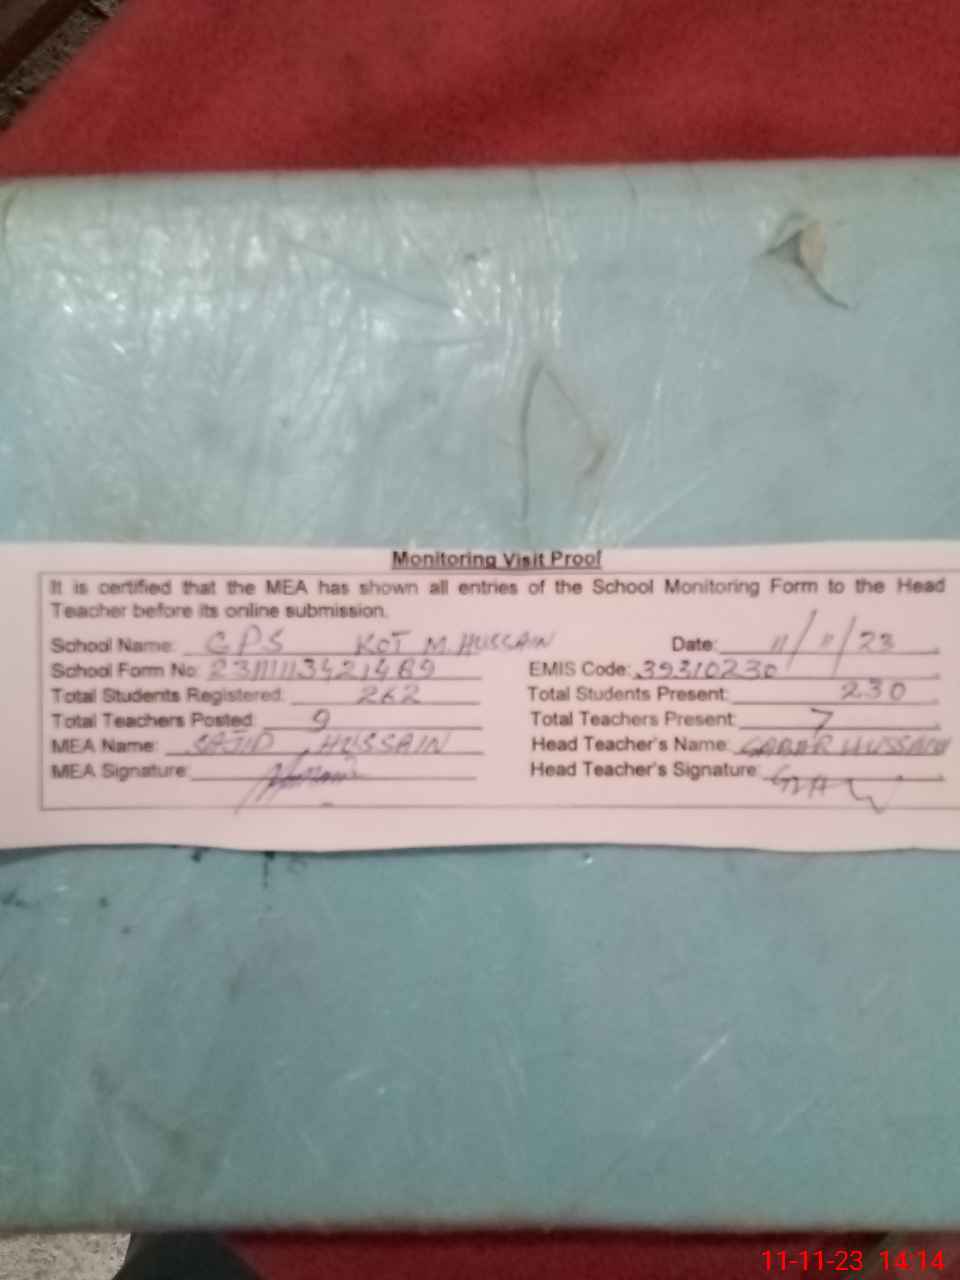 Monitoring Visit Proof
It is certified that the MEA has shown all entries of the School Monitoring Form to the Head
Teacher before its online submission.
School Name: GPS KOT M. HUSSAIN Date: 11/11/23
School Form No: EMIS Code: 39310230
Total Students Registered: 262 Total Students Present: 230
Total Teachers Posted: 9 Total Teachers Present: 7
MEA Name: SAJID HUSSAIN Head Teacher's Name: HUSSAIN
MEA Signature: Head Teacher's Signature:
11-11-23 14:14